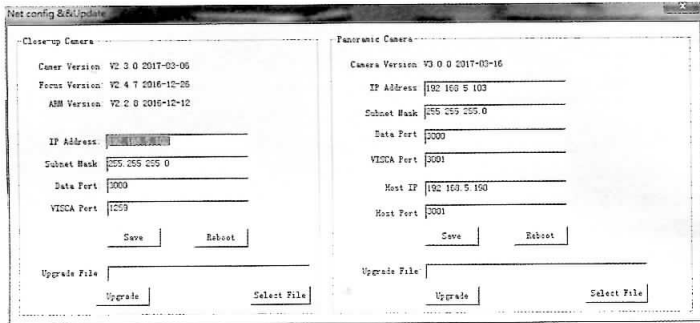 Net config &&Update
Close-up Camera
Camer Version V2.3.0 2017-03-06
Forus Version V2.4.7 2016-12-26
ARM Version V2.2.8 2016-12-12
IP Address
Subnet Mask 255.255.255.0
Data Port 3000
VISCA Port 1259
Save Reboot
Upgrade File
Upgrade Select File
Panoramic Camera
Camera Version V3.0.0 2017-03-16
IP Address 192.168.5.103
Subnet Mask 255.255.255.0
Data Port 3000
VISCA Port 3001
Host IP 192.168.5.190
Host Port 3001
Save Reboot
Upgrade File
Upgrade Select File